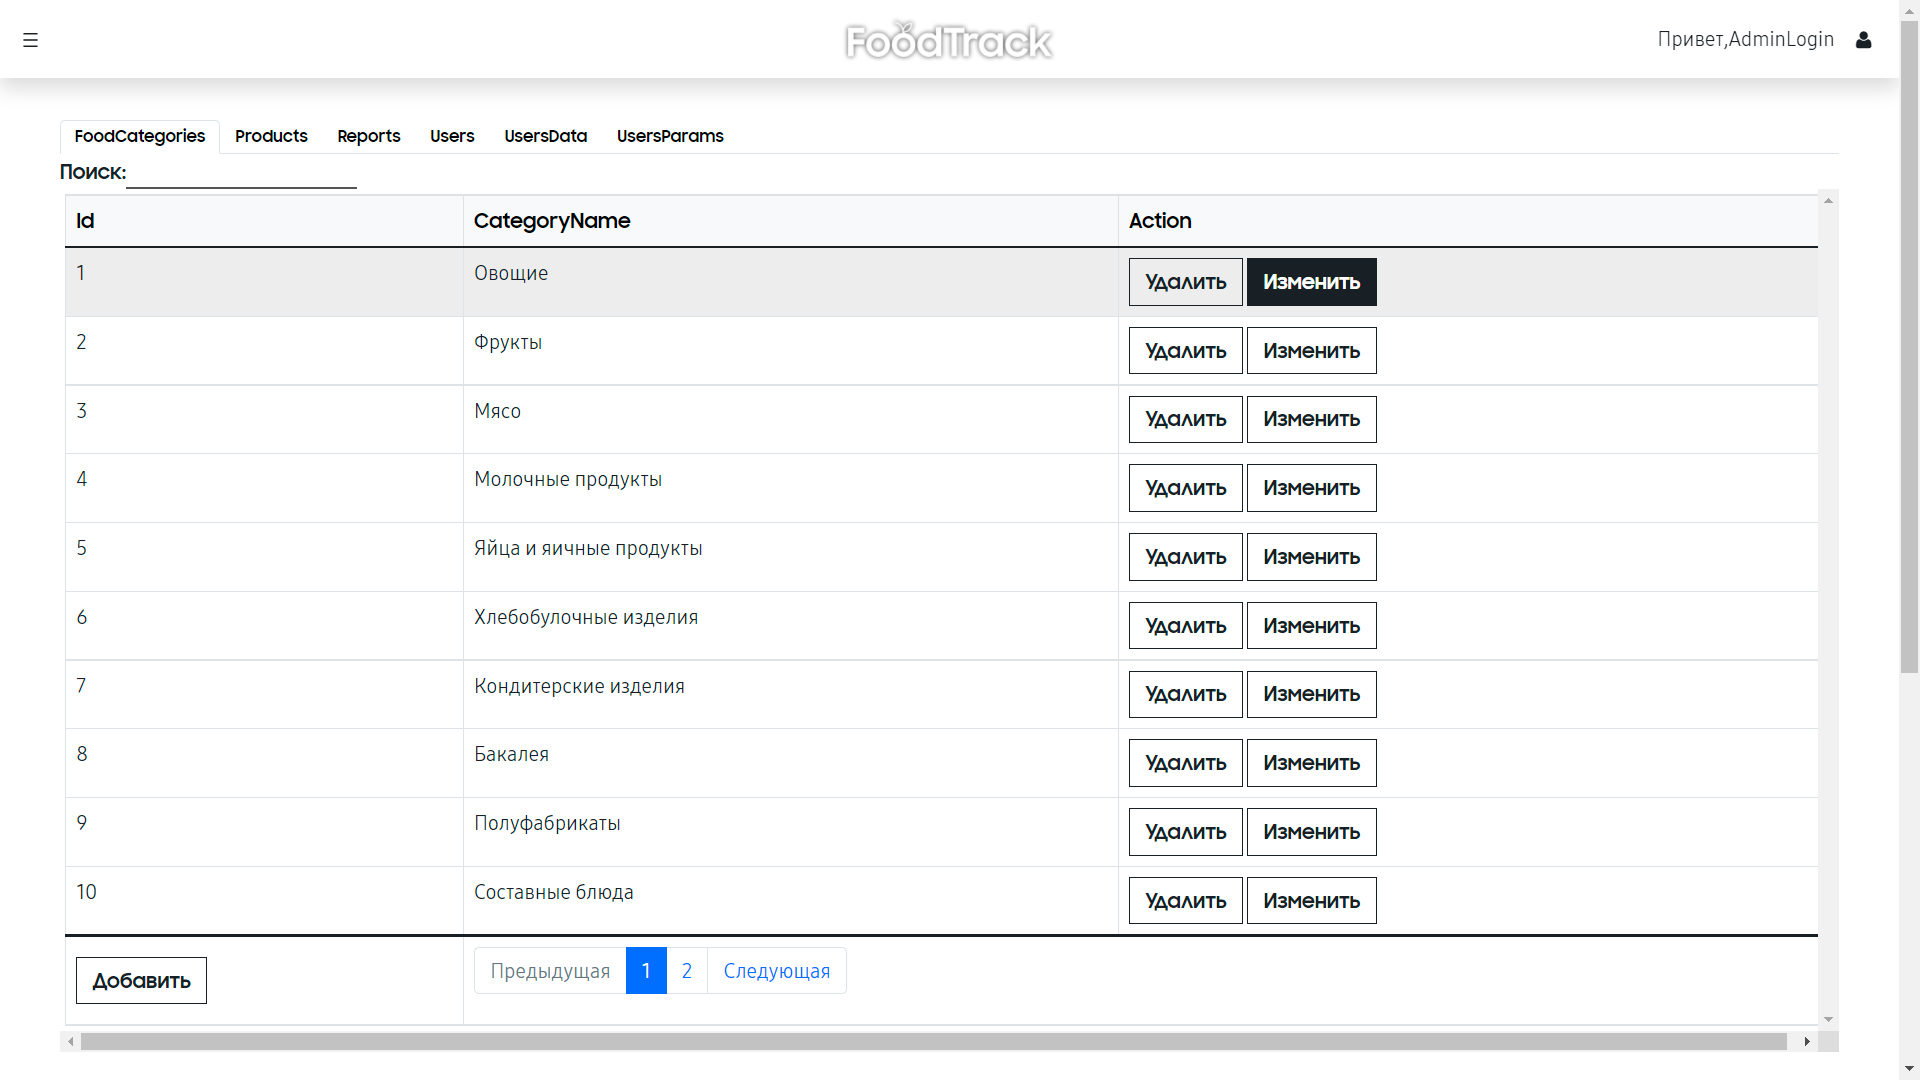 ☰ FoodTrack Привет,AdminLogin
FoodCategories Products Reports Users UsersData UsersParams
Поиск:
Id CategoryName Action
1 Овощие Удалить Изменить
2 Фрукты Удалить Изменить
3 Мясо Удалить Изменить
4 Молочные продукты Удалить Изменить
5 Яйца и яичные продукты Удалить Изменить
6 Хлебобулочные изделия Удалить Изменить
7 Кондитерские изделия Удалить Изменить
8 Бакалея Удалить Изменить
9 Полуфабрикаты Удалить Изменить
10 Составные блюда Удалить Изменить
Добавить Предыдущая 1 2 Следующая